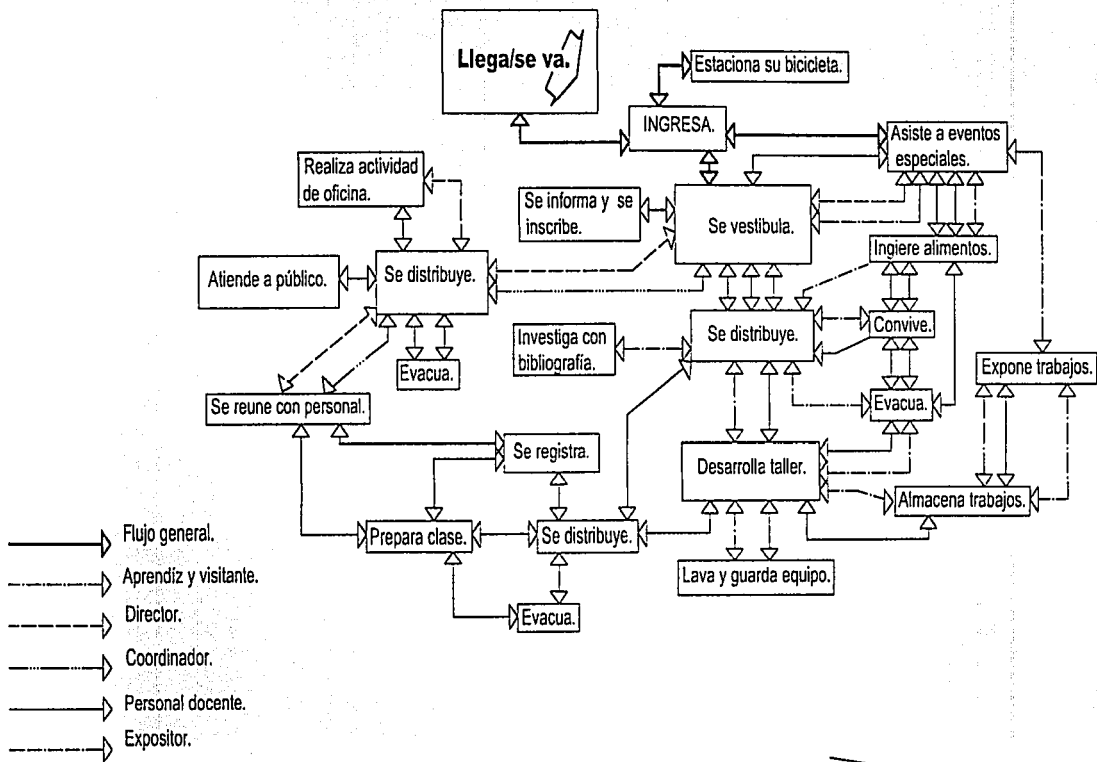 Llega/se va.
Estaciona su bicicleta.
INGRESA.
Asiste a eventos
especiales.
Realiza actividad
de oficina.
Se informa y se
inscribe.
Se vestibula.
Ingiere alimentos.
Atiende a público.
Se distribuye.
Investiga con
bibliografía.
Se distribuye.
Convive.
Expone trabajos.
Evacua.
Se reune con personal.
Evacua.
Se registra.
Desarrolla taller.
Almacena trabajos.
Prepara clase.
Se distribuye.
Lava y guarda equipo.
Evacua.
Flujo general.
Aprendíz y visitante.
Director.
Coordinador.
Personal docente.
Expositor.